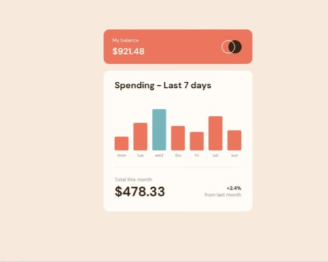 My balance
$921.48
Spending - Last 7 days
mon tue wed thu fri sat sun
Total this month
$478.33
+2.4%
from last month